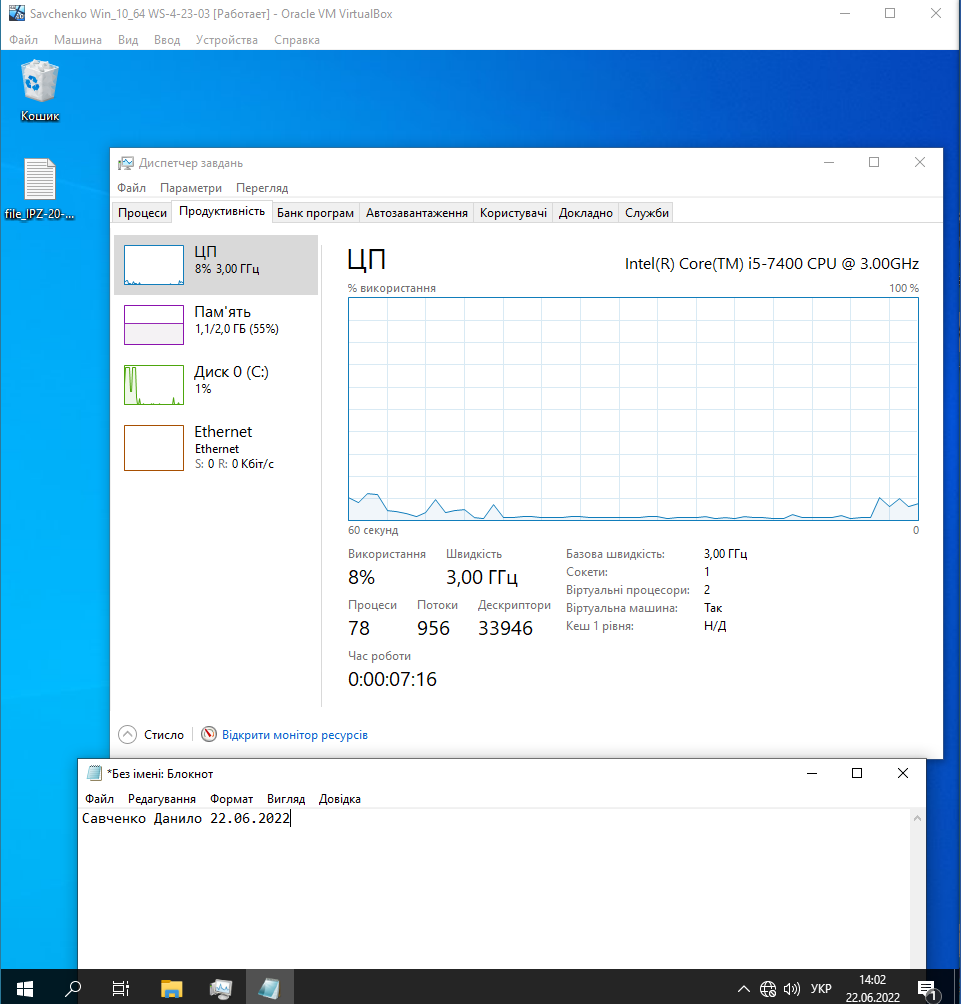 Savchenko Win_10_64 WS-4-23-03 [Работает] - Oracle VM VirtualBox
Файл Машина Вид Ввод Устройства Справка
Кошик
file_IPZ-20-...
Диспетчер завдань
Файл Параметри Перегляд
Процеси Продуктивність Банк програм Автозавантаження Користувачі Докладно Служби
ЦП
8% 3,00 ГГц
Пам'ять
1,1/2,0 ГБ (55%)
Диск 0 (C:)
1%
Ethernet
Ethernet
S: 0 R: 0 Кбіт/с
ЦП
Intel(R) Core(TM) i5-7400 CPU @ 3.00GHz
% використання 100 %
60 секунд 0
Використання Швидкість
8% 3,00 ГГц
Процеси Потоки Дескриптори
78 956 33946
Час роботи
0:00:07:16
Базова швидкість: 3,00 ГГц
Сокети: 1
Віртуальні процесори: 2
Віртуальна машина: Так
Кеш 1 рівня: Н/Д
Стисло Відкрити монітор ресурсів
*Без імені: Блокнот
Файл Редагування Формат Вигляд Довідка
Савченко Данило 22.06.2022
УКР
14:02
22.06.2022
1